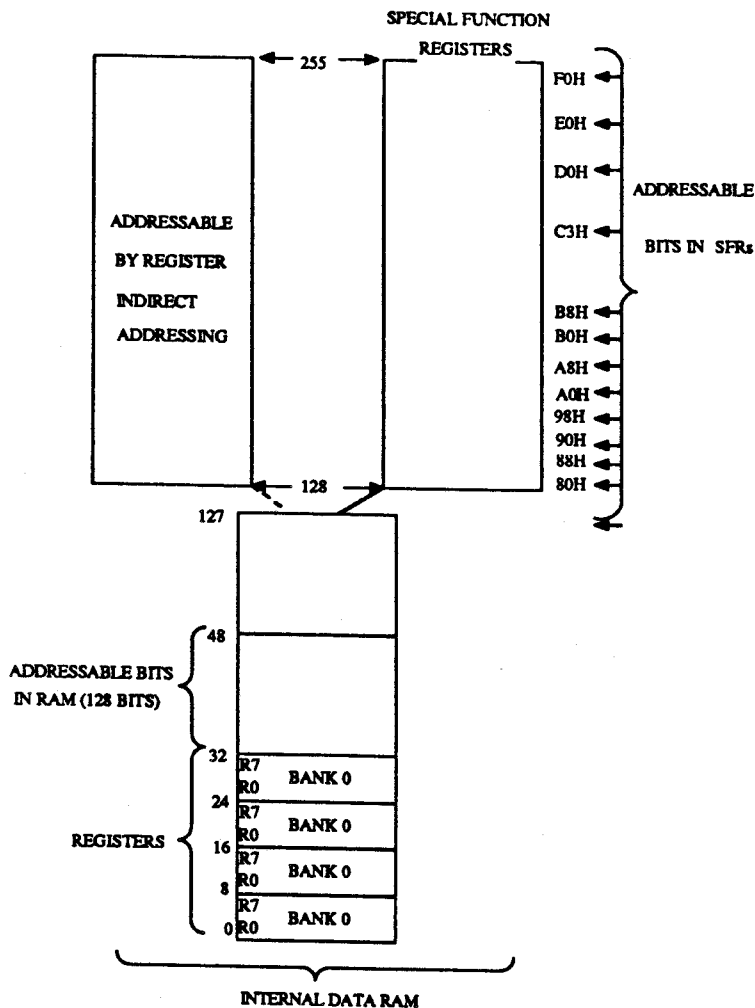 SPECIAL FUNCTION
REGISTERS
255
F0H
E0H
D0H
C3H
B8H
B0H
A8H
A0H
98H
90H
88H
80H
ADDRESSABLE
BITS IN SFRs
ADDRESSABLE
BY REGISTER
INDIRECT
ADDRESSING
128
127
48
ADDRESSABLE BITS
IN RAM (128 BITS)
32
R7
R0
BANK 0
24
R7
R0
BANK 0
REGISTERS
16
R7
R0
BANK 0
8
R7
R0
BANK 0
0
INTERNAL DATA RAM